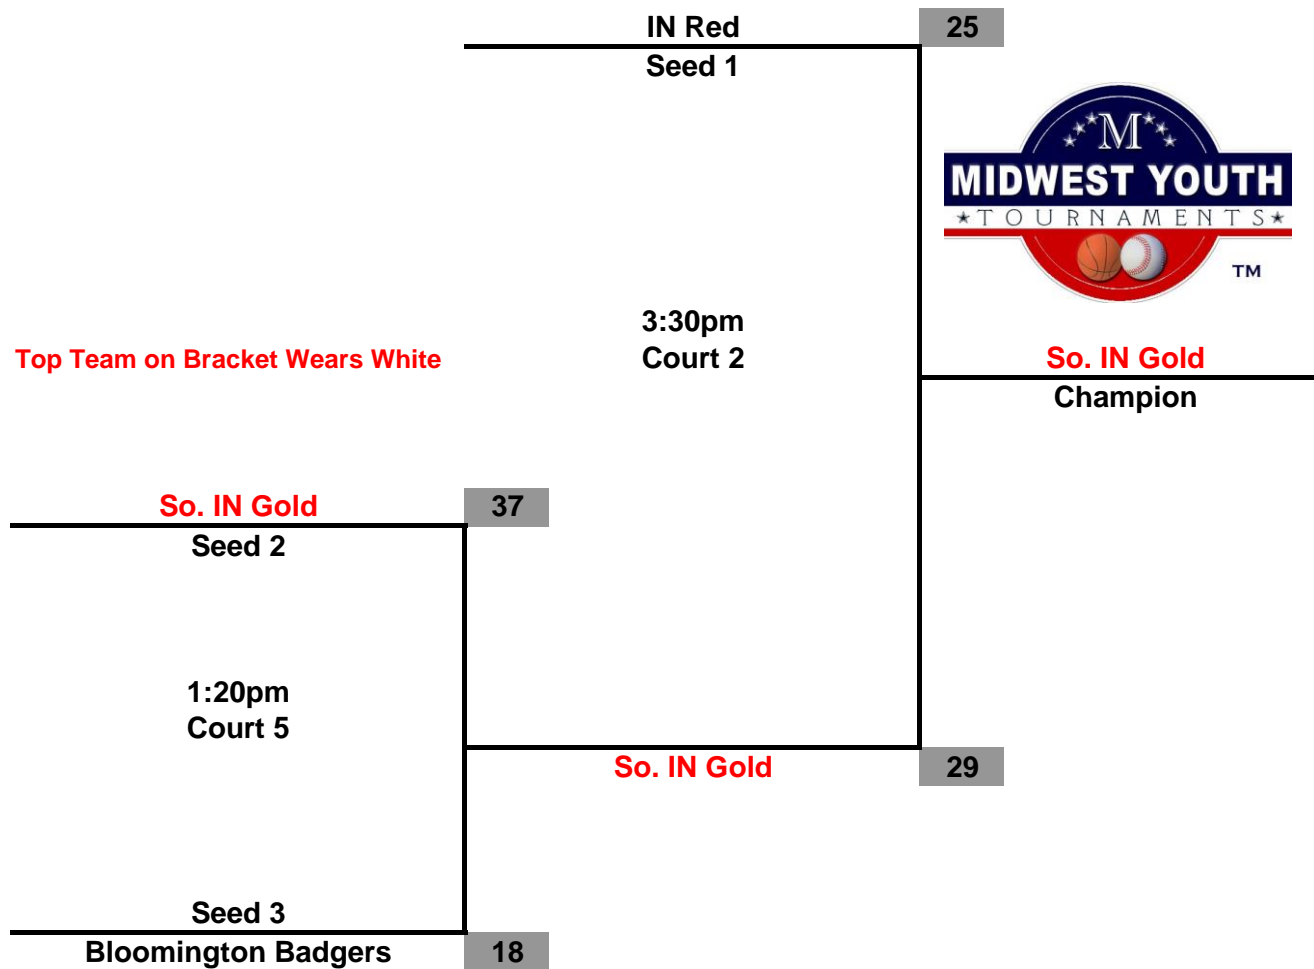 IN Red 25
Seed 1
M
MIDWEST YOUTH
★TOURNAMENTS★
TM
3:30pm
Top Team on Bracket Wears White Court 2 So. IN Gold
Champion
So. IN Gold 37
Seed 2
1:20pm
Court 5
So. IN Gold 29
Seed 3
Bloomington Badgers 18